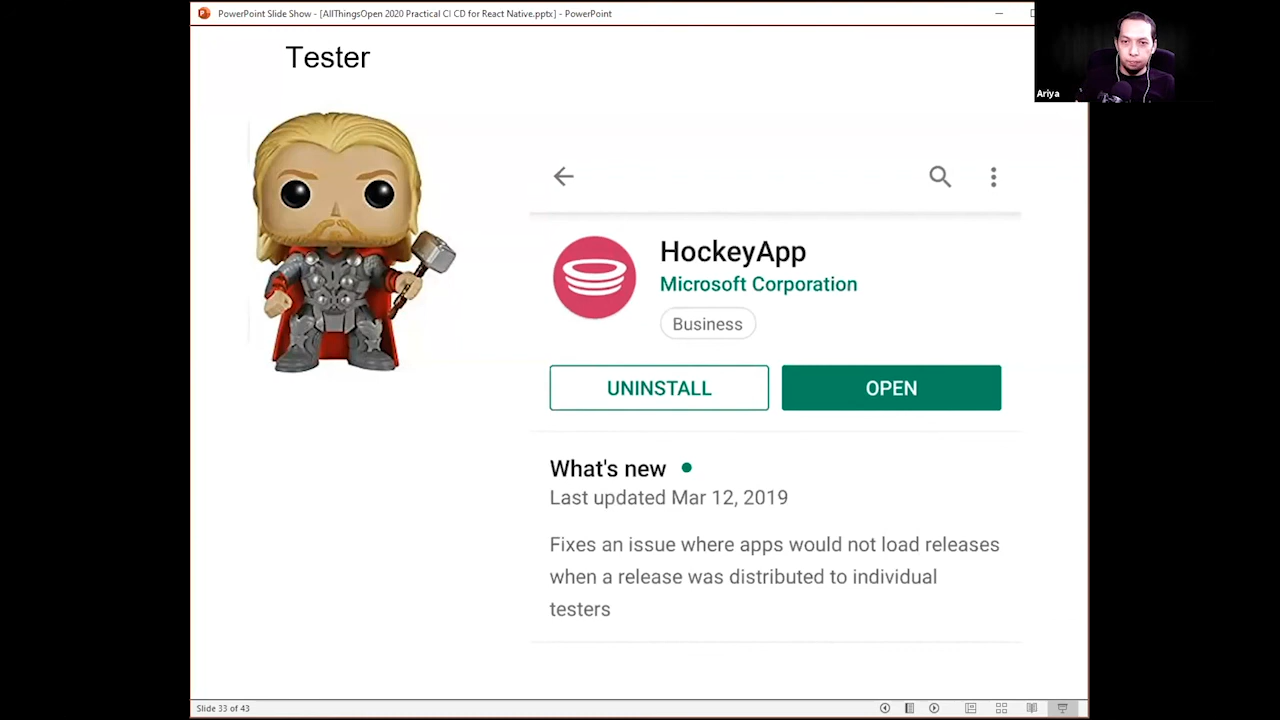 PowerPoint Slide Show - [AllThingsOpen 2020 Practical CI CD for React Native.pptx] - PowerPoint
Ariya
Tester
HockeyApp
Microsoft Corporation
Business
UNINSTALL
OPEN
What's new
Last updated Mar 12, 2019
Fixes an issue where apps would not load releases
when a release was distributed to individual
testers
Slide 33 of 43